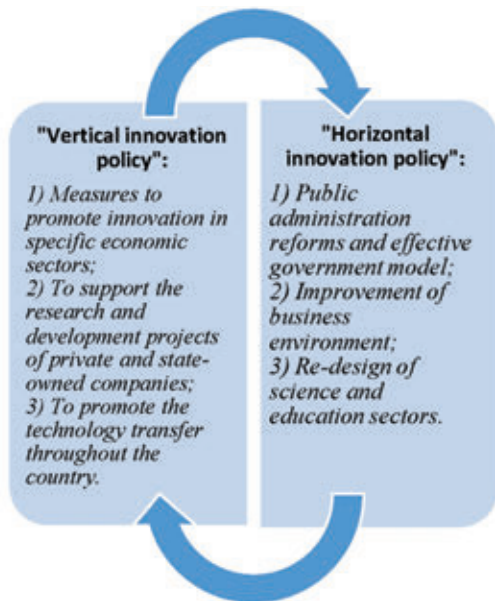 "Vertical innovation
policy":
1) Measures to
promote innovation in
specific economic
sectors;
2) To support the
research and
development projects
of private and state-
owned companies;
3) To promote the
technology transfer
throughout the
country.
"Horizontal
innovation policy":
1) Public
administration
reforms and effective
government model;
2) Improvement of
business
environment;
3) Re-design of
science and
education sectors.